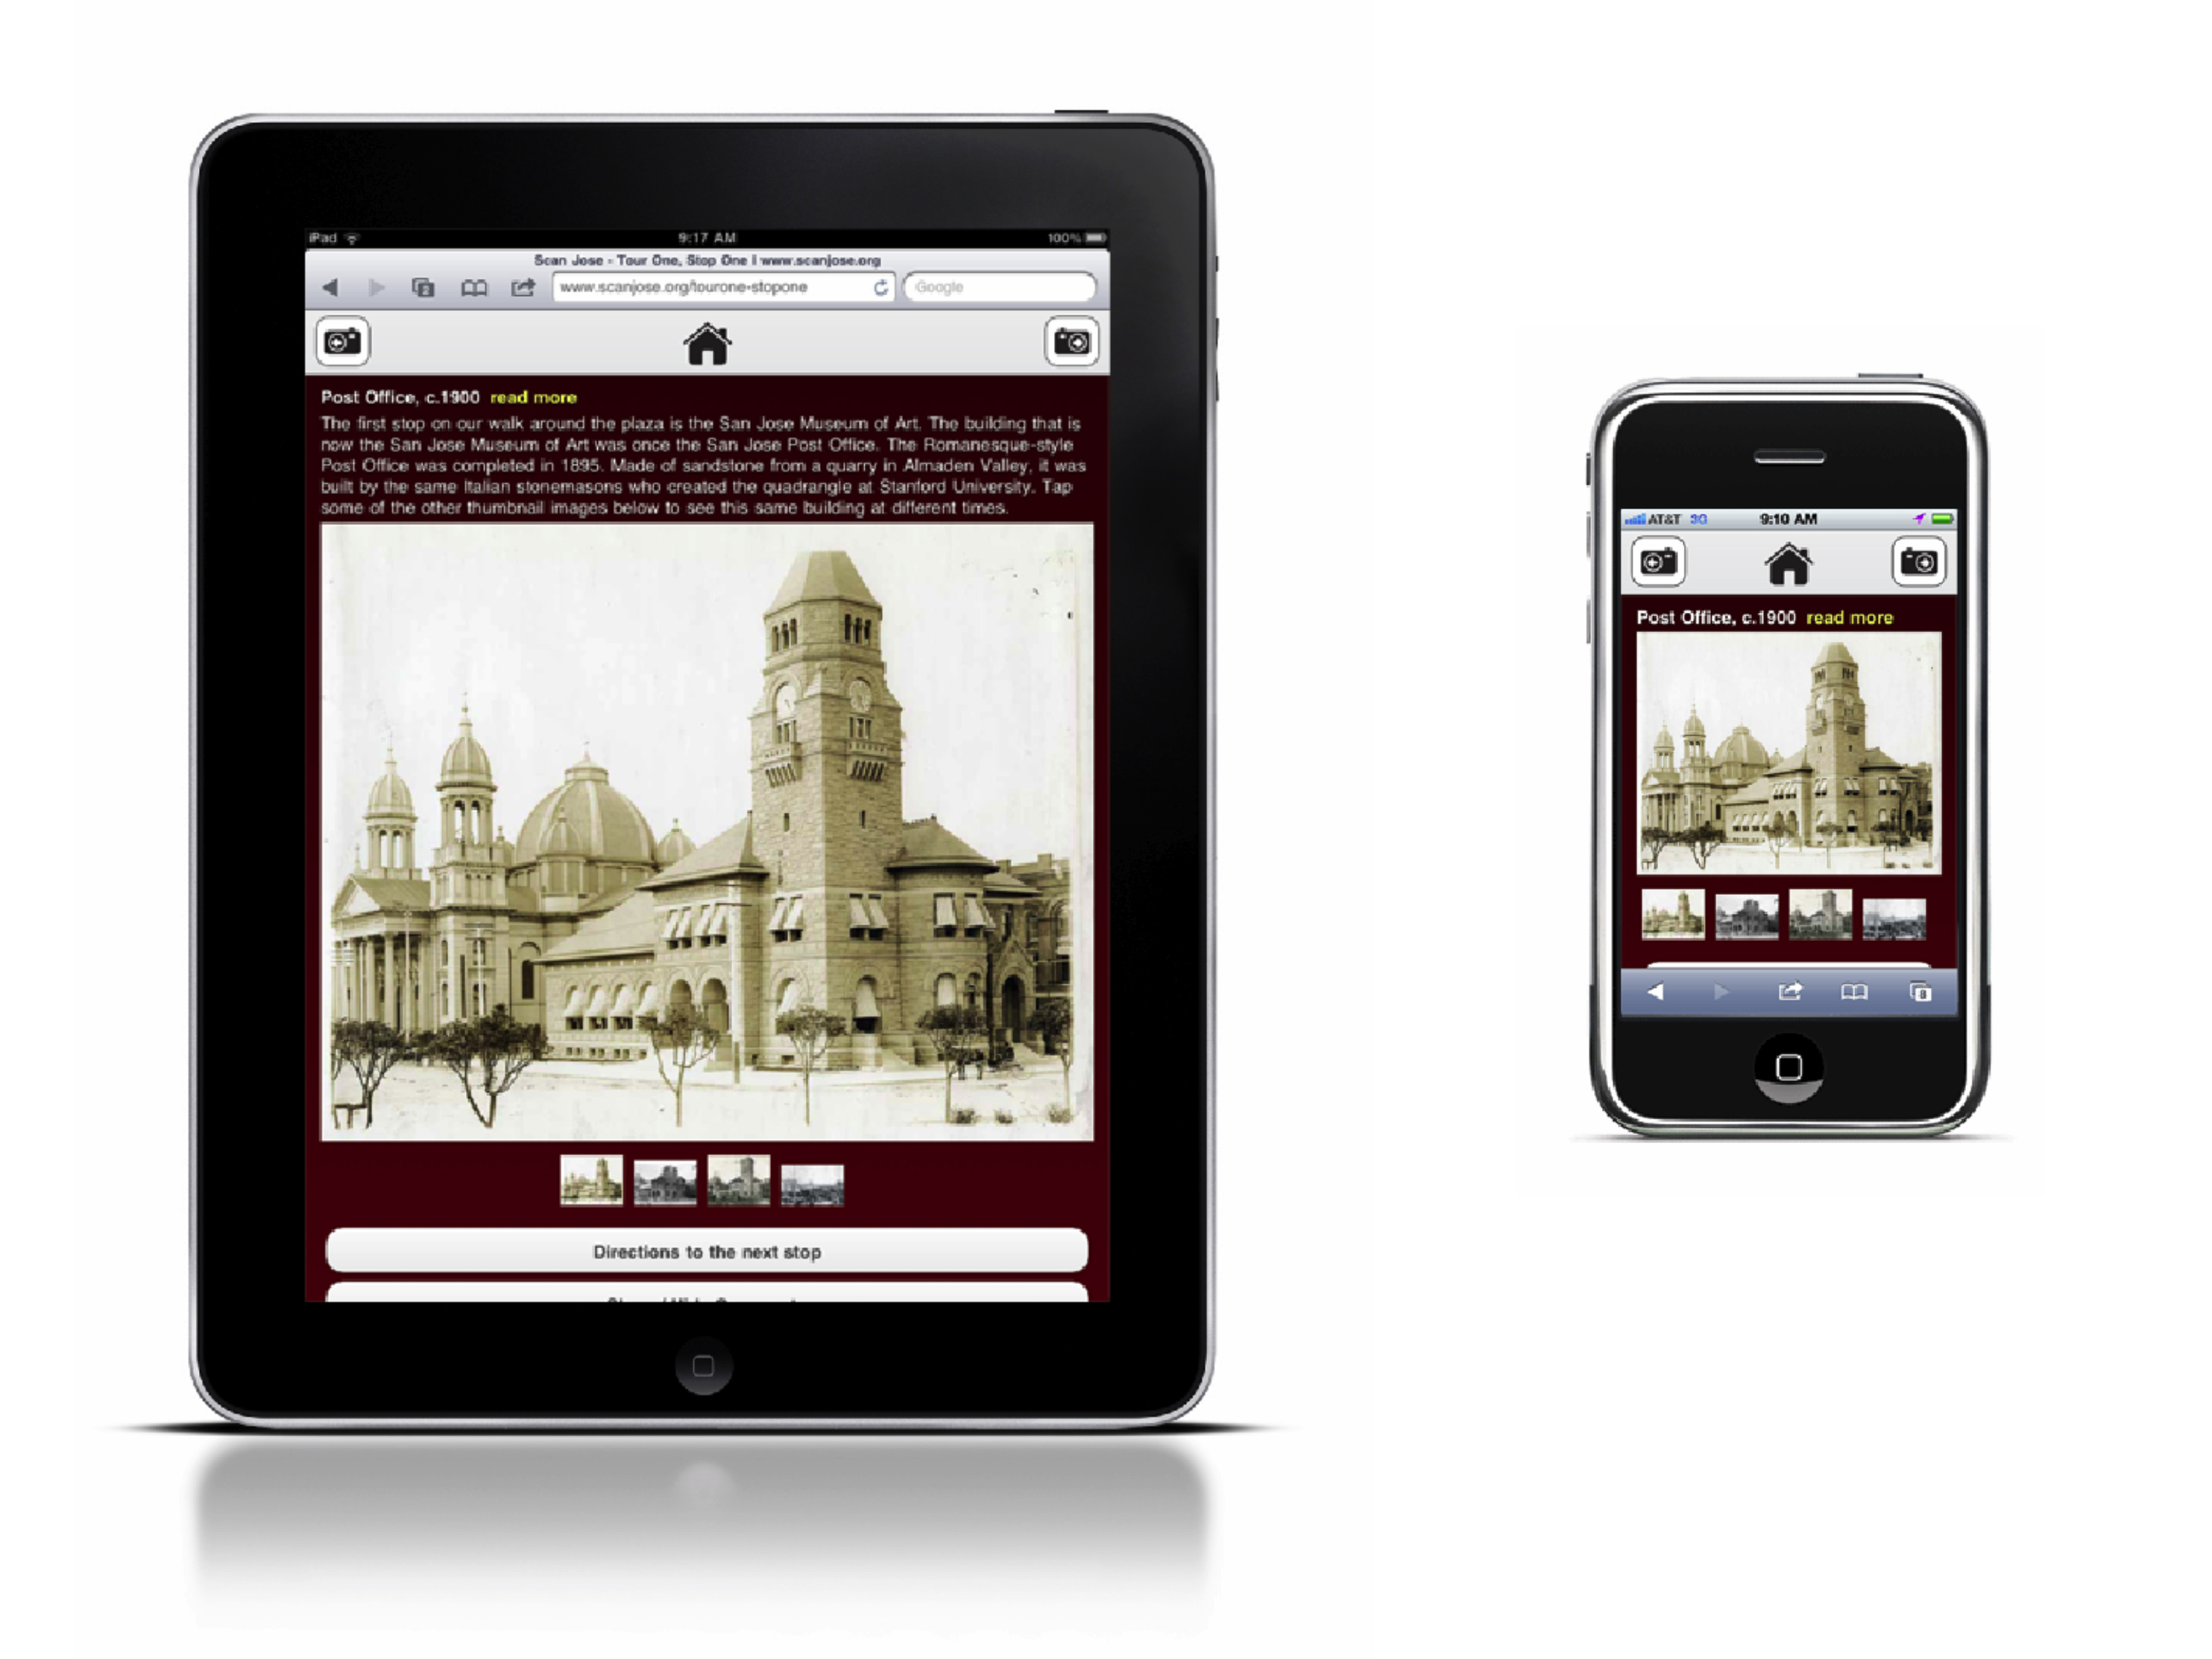 iPad
9:17 AM
100%
Scan Jose - Tour One, Stop One | www.scanjose.org
2
www.scanjose.org/tourone-stopone
Google
Post Office, c.1900 read more
The first stop on our walk around the plaza is the San Jose Museum of Art. The building that is
now the San Jose Museum of Art was once the San Jose Post Office. The Romanesque-style
Post Office was completed in 1895. Made of sandstone from a quarry in Almaden Valley, it was
built by the same Italian stonemasons who created the quadrangle at Stanford University. Tap
some of the other thumbnail images below to see this same building at different times.
Directions to the next stop
AT&T 3G
9:10 AM
Post Office, c.1900 read more
8